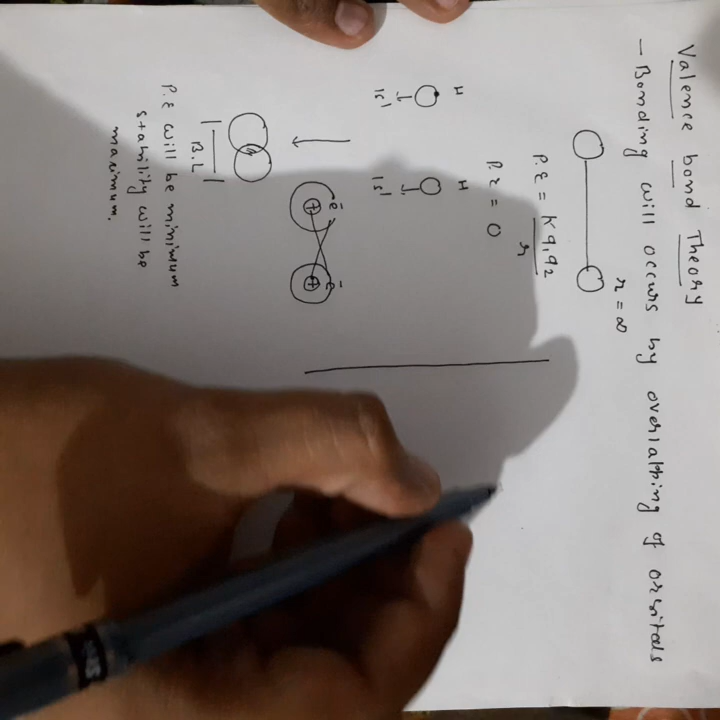 Valence bond Theory
- Bonding will occurs by overlapping of orbitals
r = ∞
P.E = K q1q2
r
P.E = 0
H H
1s1 1s1
ē ē
+ +
B.L
P.E will be minimum
stability will be
maximum.